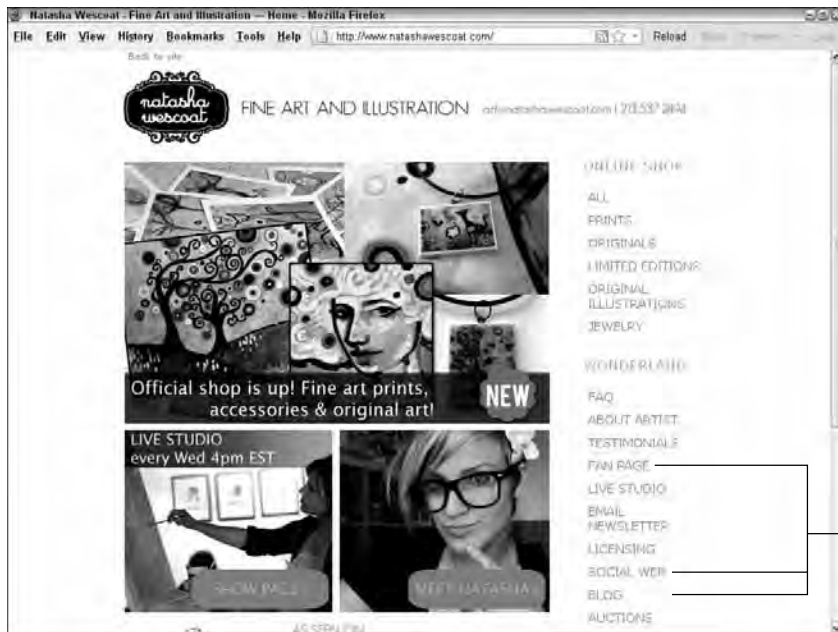 Natasha Wescoat - Fine Art and Illustration — Home - Mozilla Firefox
File Edit View History Bookmarks Tools Help http://www.natashawescoat.com/ Reload
Back to site
natasha
wescoat
FINE ART AND ILLUSTRATION
Official shop is up! Fine art prints,
accessories & original art!
NEW
LIVE STUDIO
every Wed 4pm EST
SHOW PAGE
MEET NATASHA
AS SEEN ON
ONLINE SHOP
ALL
PRINTS
ORIGINALS
LIMITED EDITIONS
ORIGINAL
ILLUSTRATIONS
JEWELRY
WONDERLAND
FAQ
ABOUT ARTIST
TESTIMONIALS
FAN PAGE
LIVE STUDIO
EMAIL
NEWSLETTER
LICENSING
SOCIAL WEB
BLOG
AUCTIONS